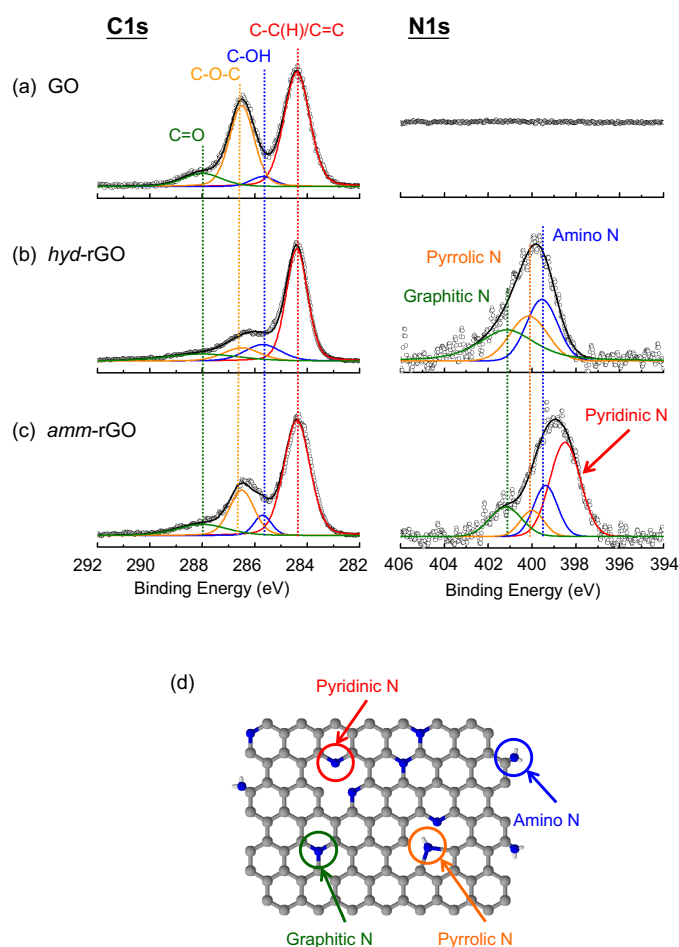 C1s
N1s
C-C(H)/C=C
C-OH
C-O-C
C=O
(a) GO
(b) hyd-rGO
Amino N
Pyrrolic N
Graphitic N
(c) amm-rGO
Pyridinic N
292 290 288 286 284 282
Binding Energy (eV)
406 404 402 400 398 396 394
Binding Energy (eV)
(d)
Pyridinic N
Amino N
Graphitic N
Pyrrolic N